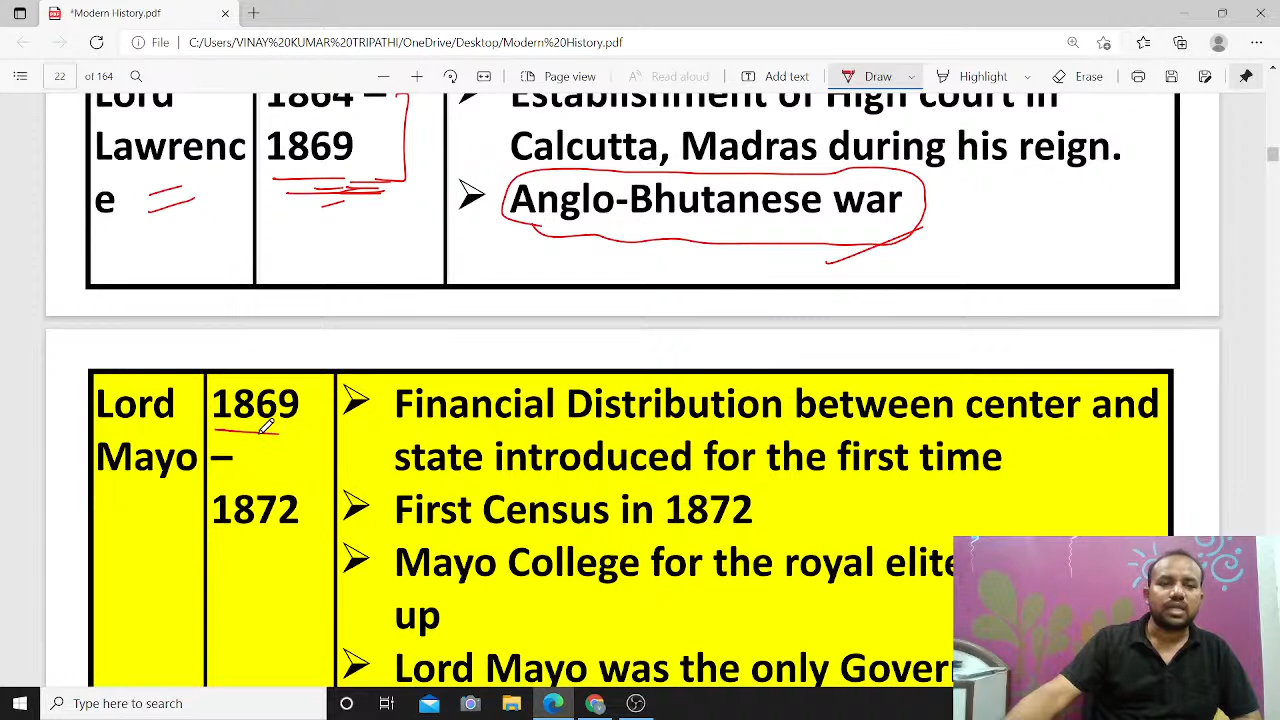 *Modern History.pdf
File
C:/Users/VINAY%20KUMAR%20TRIPATHI/OneDrive/Desktop/Modern%20History.pdf
22 of 164
Page view
Read aloud
Add text
Draw
Highlight
Erase
Lord 1864 – Establishment of High court in
Lawrenc 1869 Calcutta, Madras during his reign.
e Anglo-Bhutanese war
Lord 1869 Financial Distribution between center and
Mayo – state introduced for the first time
1872 First Census in 1872
Mayo College for the royal elite
up
Lord Mayo was the only
Type here to search